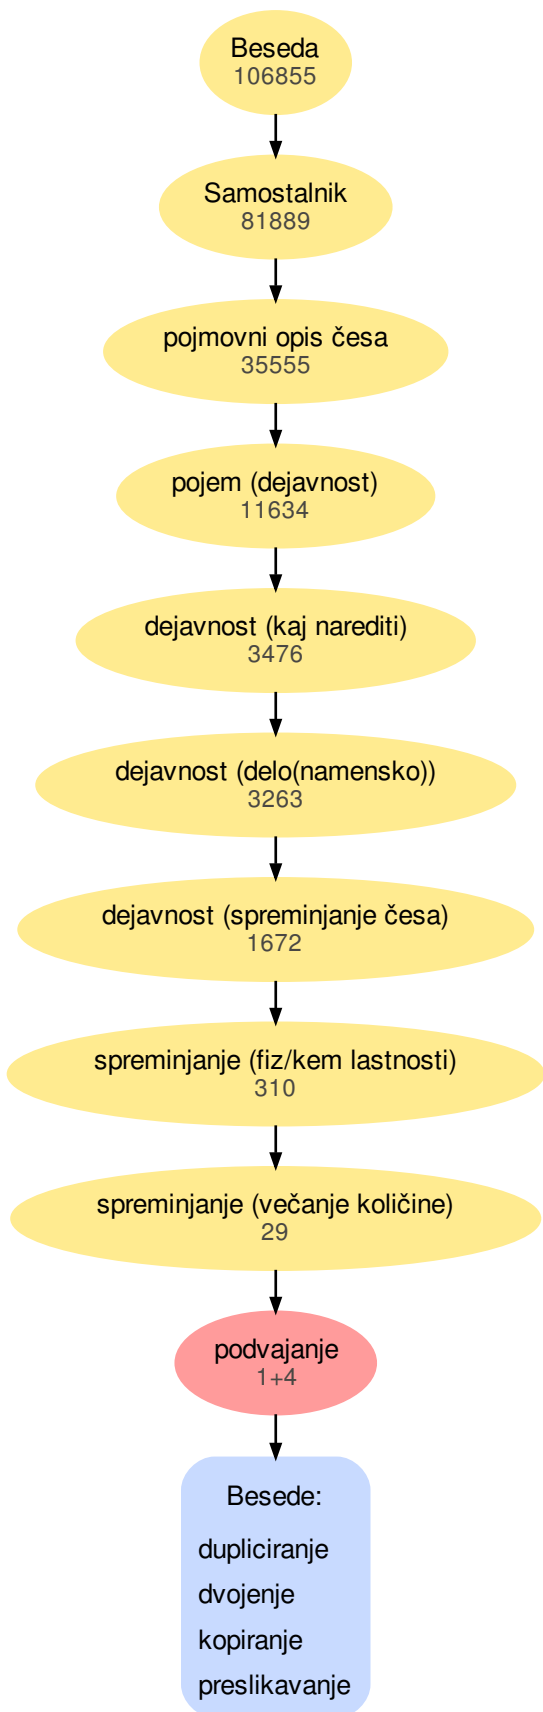 Beseda
106855
Samostalnik
81889
pojmovni opis česa
35555
pojem (dejavnost)
11634
dejavnost (kaj narediti)
3476
dejavnost (delo(namensko))
3263
dejavnost (spreminjanje česa)
1672
spreminjanje (fiz/kem lastnosti)
310
spreminjanje (večanje količine)
29
podvajanje
1+4
Besede:
dupliciranje
dvojenje
kopiranje
preslikavanje